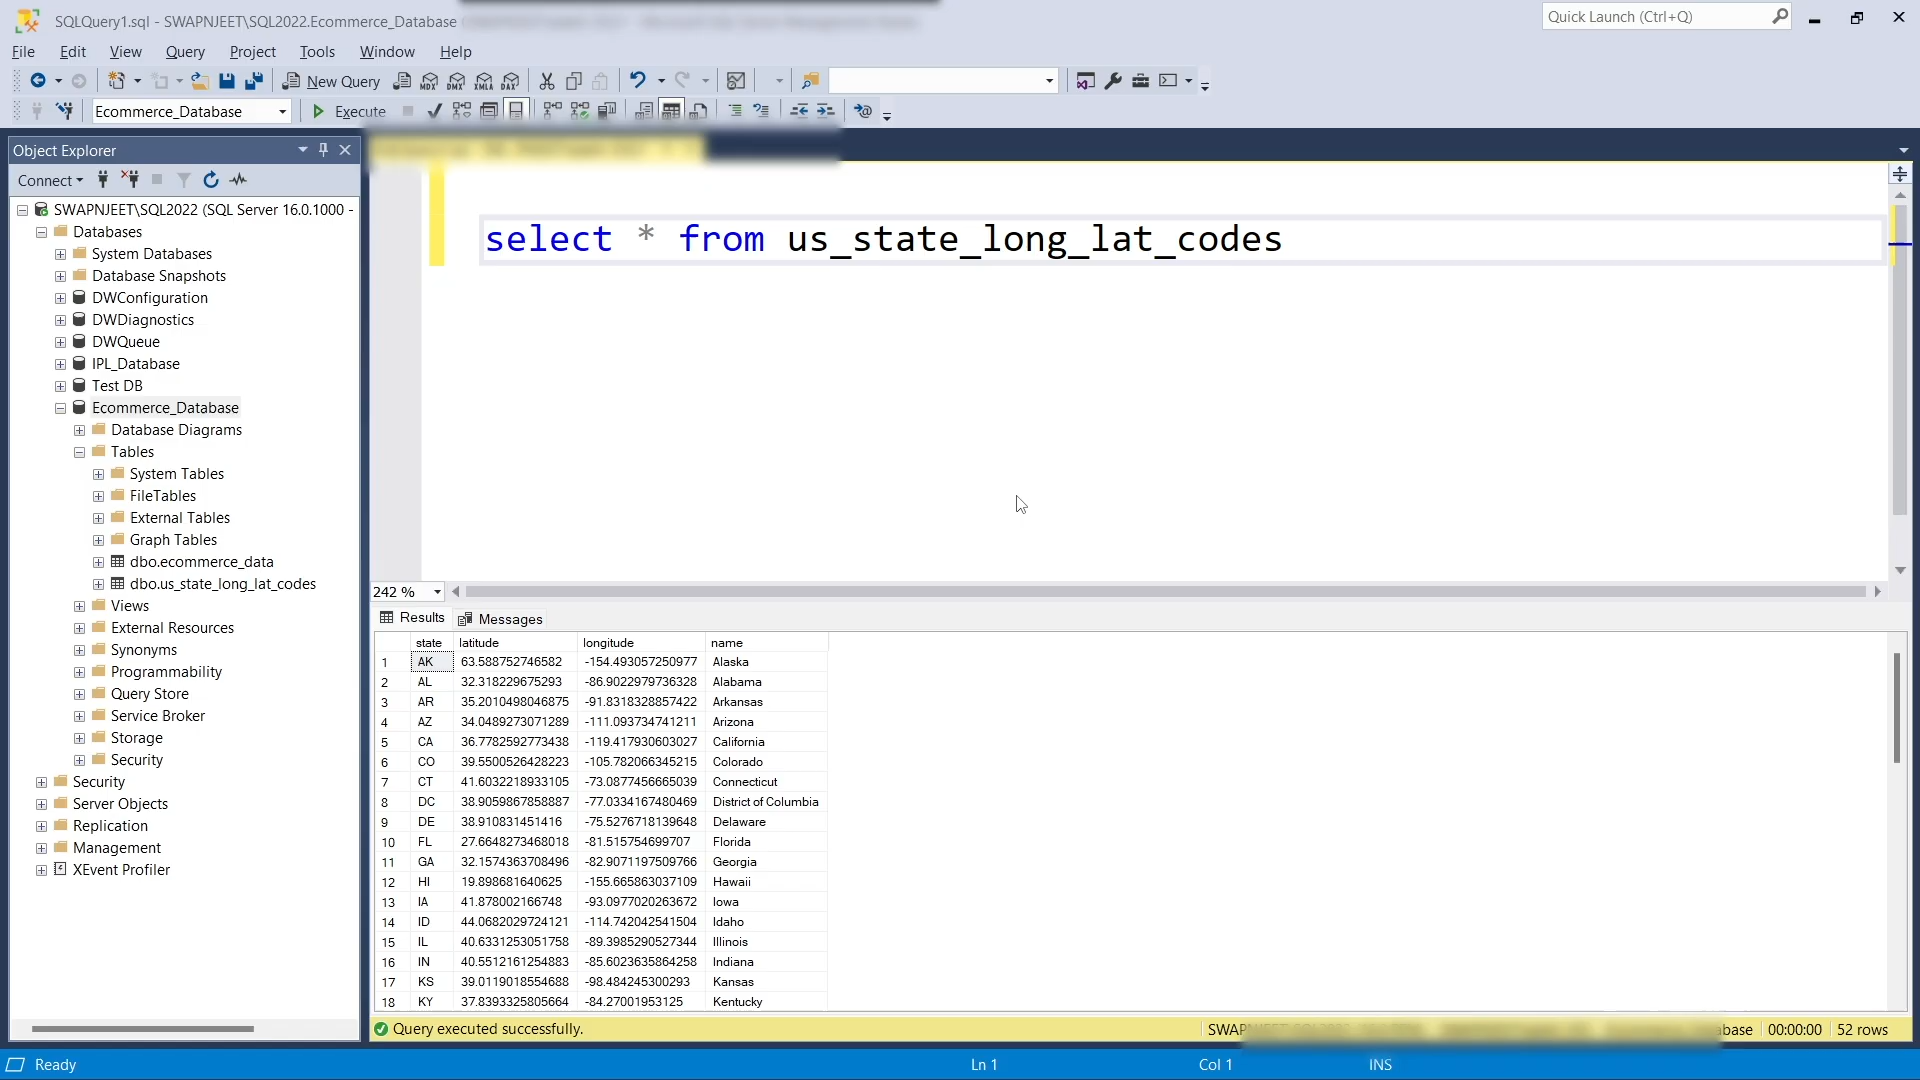 SQLQuery1.sql - SWAPNJEET\SQL2022.Ecommerce_Database
Quick Launch (Ctrl+Q)
File Edit View Query Project Tools Window Help
New Query MDX DMX XMLA DAX
Ecommerce_Database Execute
Object Explorer
Connect
SWAPNJEET\SQL2022 (SQL Server 16.0.1000 -
Databases
System Databases
Database Snapshots
DWConfiguration
DWDiagnostics
DWQueue
IPL_Database
Test DB
Ecommerce_Database
Database Diagrams
Tables
System Tables
FileTables
External Tables
Graph Tables
dbo.ecommerce_data
dbo.us_state_long_lat_codes
Views
External Resources
Synonyms
Programmability
Query Store
Service Broker
Storage
Security
Security
Server Objects
Replication
Management
XEvent Profiler
select * from us_state_long_lat_codes
242 %
Results Messages
state latitude longitude name
1 AK 63.588752746582 -154.493057250977 Alaska
2 AL 32.318229675293 -86.9022979736328 Alabama
3 AR 35.2010498046875 -91.8318328857422 Arkansas
4 AZ 34.0489273071289 -111.093734741211 Arizona
5 CA 36.7782592773438 -119.417930603027 California
6 CO 39.5500526428223 -105.782066345215 Colorado
7 CT 41.6032218933105 -73.0877456665039 Connecticut
8 DC 38.9059867858887 -77.0334167480469 District of Columbia
9 DE 38.910831451416 -75.5276718139648 Delaware
10 FL 27.6648273468018 -81.515754699707 Florida
11 GA 32.1574363708496 -82.9071197509766 Georgia
12 HI 19.898681640625 -155.665863037109 Hawaii
13 IA 41.878002166748 -93.0977020263672 Iowa
14 ID 44.0682029724121 -114.742042541504 Idaho
15 IL 40.6331253051758 -89.3985290527344 Illinois
16 IN 40.5512161254883 -85.6023635864258 Indiana
17 KS 39.0119018554688 -98.484245300293 Kansas
18 KY 37.8393325805664 -84.27001953125 Kentucky
Query executed successfully. 00:00:00 52 rows
Ready Ln 1 Col 1 INS